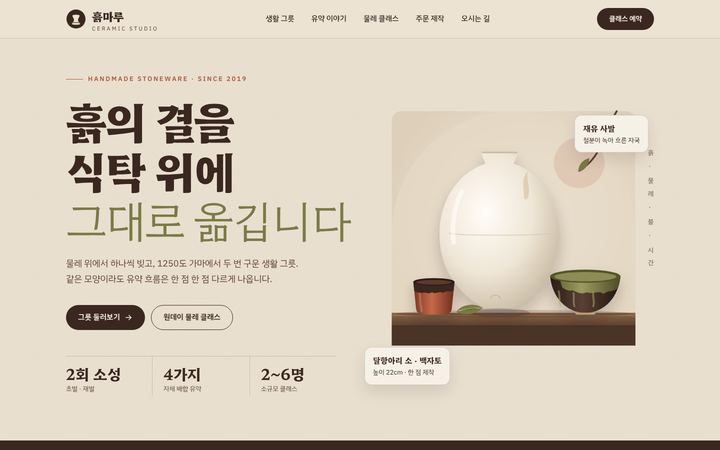 흙마루
CERAMIC STUDIO
생활 그릇
유약 이야기
물레 클래스
주문 제작
오시는 길
클래스 예약
HANDMADE STONEWARE · SINCE 2019
흙의 결을
식탁 위에
그대로 옮깁니다
물레 위에서 하나씩 빚고, 1250도 가마에서 두 번 구운 생활 그릇.
같은 모양이라도 유약 흐름은 한 점 한 점 다르게 나옵니다.
그릇 둘러보기 →
원데이 물레 클래스
2회 소성
초벌 · 재벌
4가지
자체 배합 유약
2~6명
소규모 클래스
재유 사발
철분이 녹아 흐른 자국
흙 · 물레 · 불 · 시간
달항아리 소 · 백자토
높이 22cm · 한 점 제작